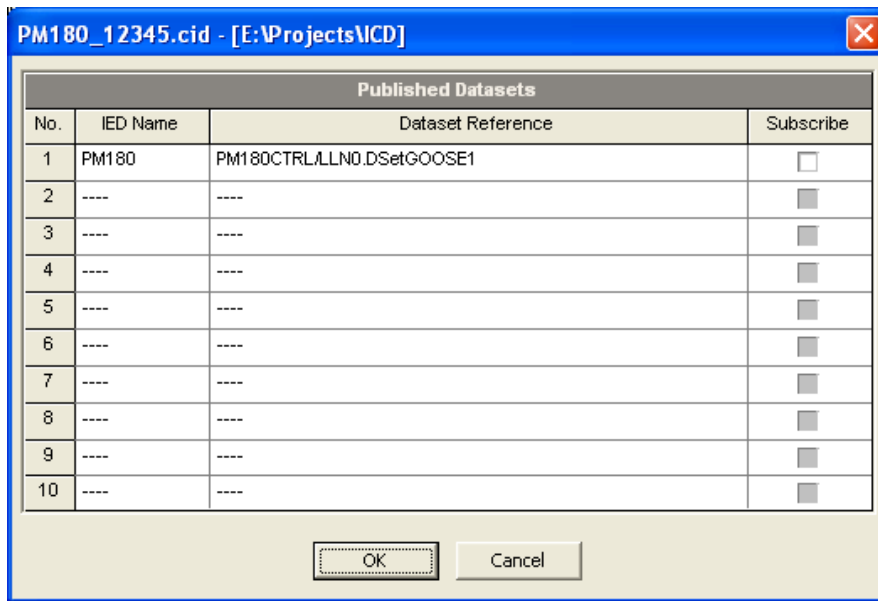 PM180_12345.cid - [E:\Projects\ICD]
Published Datasets
No. IED Name Dataset Reference Subscribe
1 PM180 PM180CTRL/LLN0.DSetGOOSE1
2 ---- ----
3 ---- ----
4 ---- ----
5 ---- ----
6 ---- ----
7 ---- ----
8 ---- ----
9 ---- ----
10 ---- ----
OK Cancel